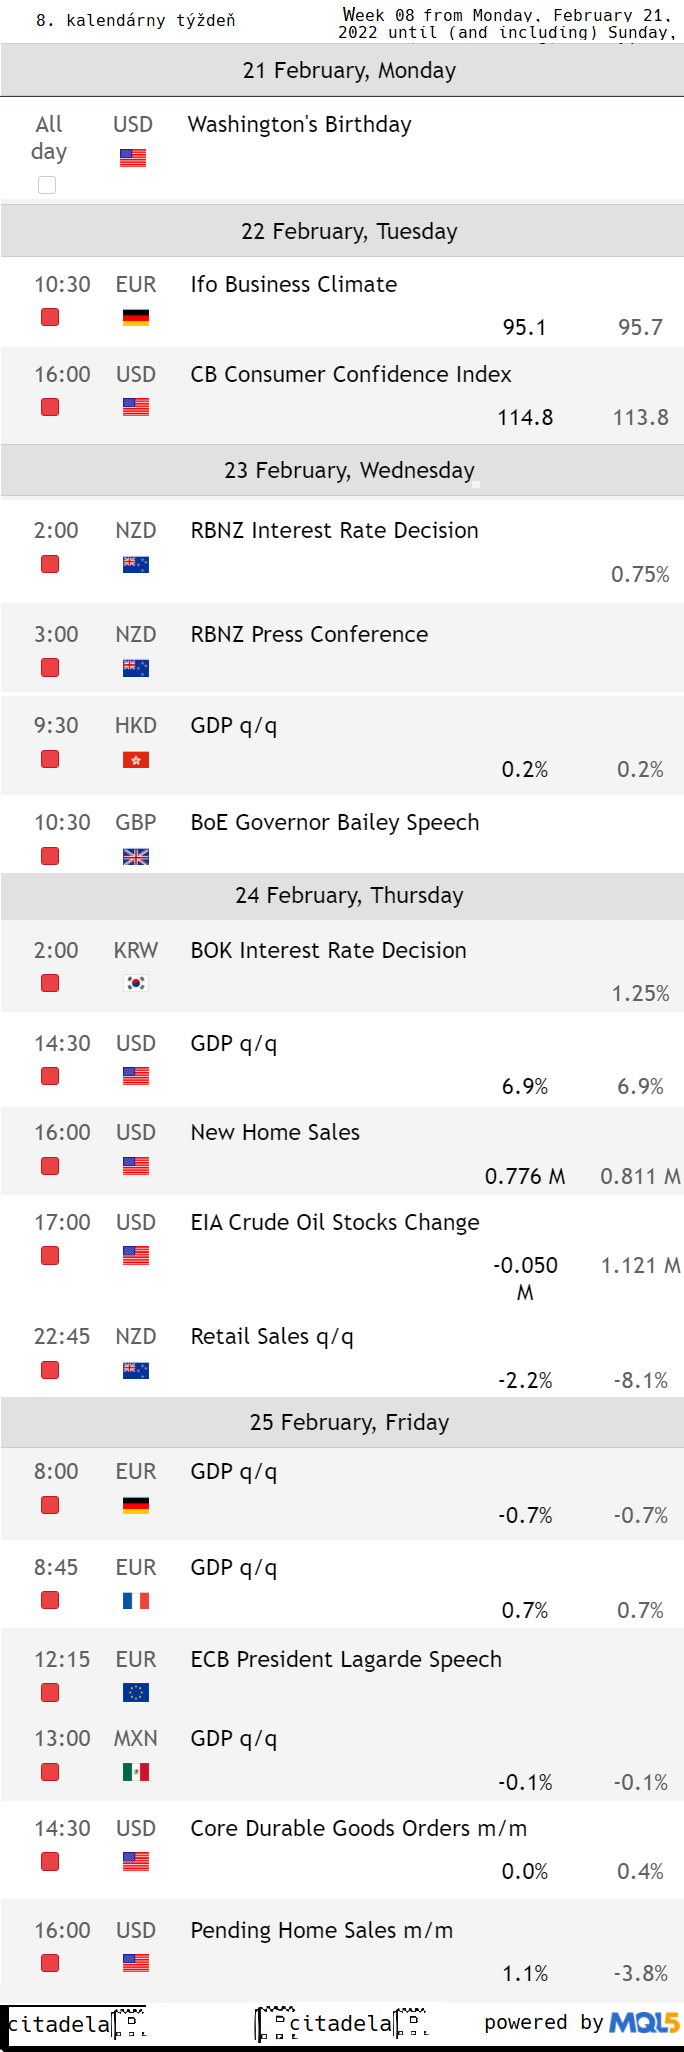 8. kalendárny týždeň
Week 08 from Monday, February 21,
2022 until (and including) Sunday,
21 February, Monday
All day
USD
Washington's Birthday
22 February, Tuesday
10:30 EUR Ifo Business Climate
95.1 95.7
16:00 USD CB Consumer Confidence Index
114.8 113.8
23 February, Wednesday
2:00 NZD RBNZ Interest Rate Decision
0.75%
3:00 NZD RBNZ Press Conference
9:30 HKD GDP q/q
0.2% 0.2%
10:30 GBP BoE Governor Bailey Speech
24 February, Thursday
2:00 KRW BOK Interest Rate Decision
1.25%
14:30 USD GDP q/q
6.9% 6.9%
16:00 USD New Home Sales
0.776 M 0.811 M
17:00 USD EIA Crude Oil Stocks Change
-0.050 M 1.121 M
22:45 NZD Retail Sales q/q
-2.2% -8.1%
25 February, Friday
8:00 EUR GDP q/q
-0.7% -0.7%
8:45 EUR GDP q/q
0.7% 0.7%
12:15 EUR ECB President Lagarde Speech
13:00 MXN GDP q/q
-0.1% -0.1%
14:30 USD Core Durable Goods Orders m/m
0.0% 0.4%
16:00 USD Pending Home Sales m/m
1.1% -3.8%
citadela citadela powered by MQL5